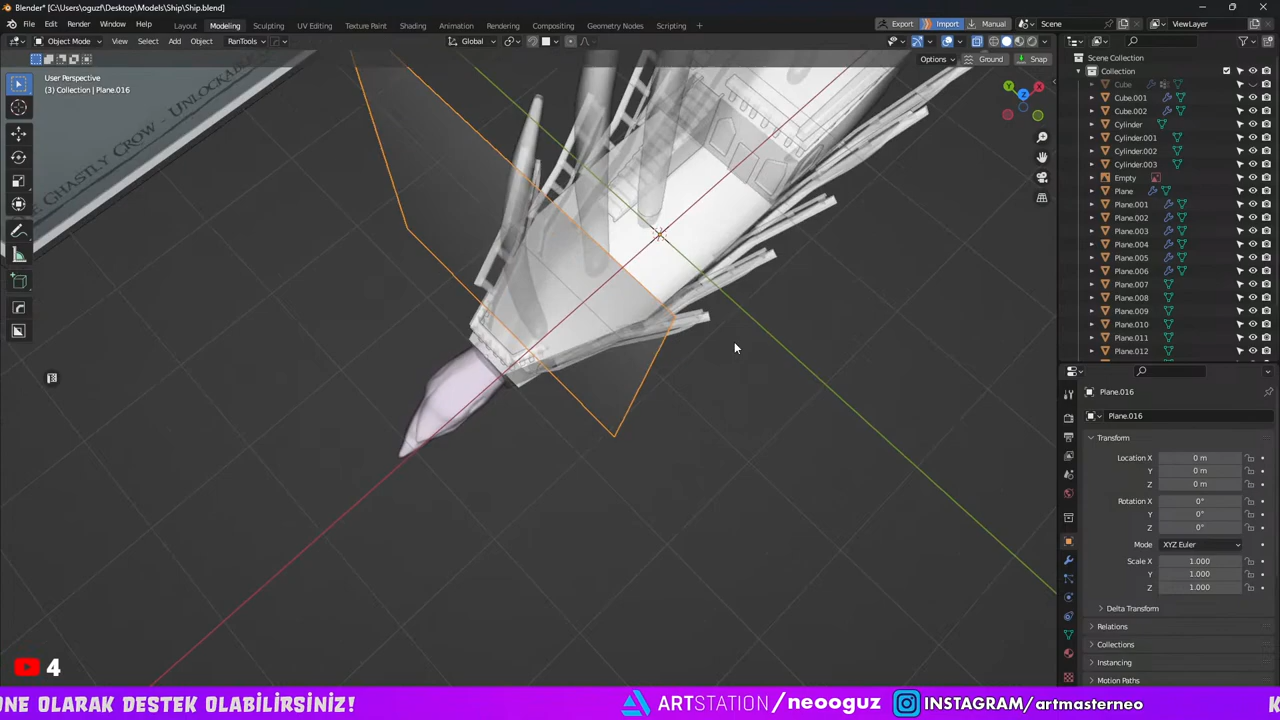 Blender* [C:\Users\oguzf\Desktop\Models\Ship\Ship.blend]
File Edit Render Window Help Layout Modeling Sculpting UV Editing Texture Paint Shading Animation Rendering Compositing Geometry Nodes Scripting + Export Import Manual Scene ViewLayer
Object Mode View Select Add Object RanTools Global
Options Ground Snap
User Perspective
(3) Collection | Plane.016
GHASTLY CROW - UNLOCKABL
Y
X
Z
Scene Collection
Collection
Cube
Cube.001
Cube.002
Cylinder
Cylinder.001
Cylinder.002
Cylinder.003
Empty
Plane
Plane.001
Plane.002
Plane.003
Plane.004
Plane.005
Plane.006
Plane.007
Plane.008
Plane.009
Plane.010
Plane.011
Plane.012
Plane.016
Plane.016
Transform
Location X 0 m
Y 0 m
Z 0 m
Rotation X 0°
Y 0°
Z 0°
Mode XYZ Euler
Scale X 1.000
Y 1.000
Z 1.000
Delta Transform
Relations
Collections
Instancing
Motion Paths
4
ONE OLARAK DESTEK OLABİLİRSİNİZ! ARTSTATION/neooguz INSTAGRAM/artmasterneo